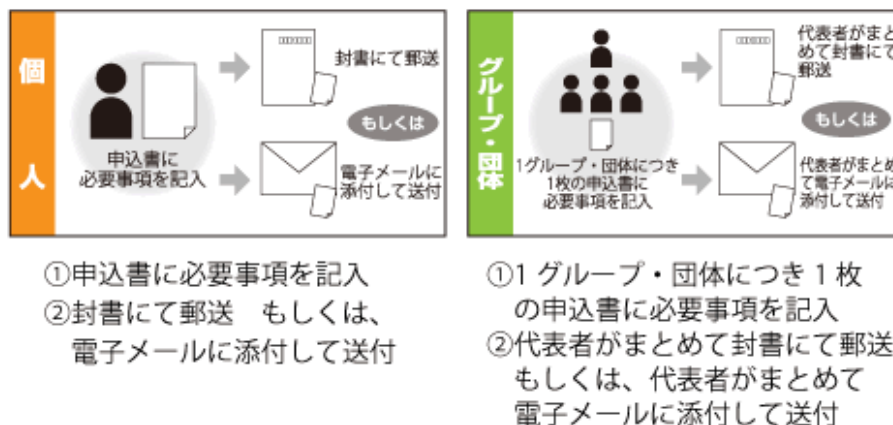 個人
申込書に
必要事項を記入
封書にて郵送
もしくは
電子メールに
添付して送付
①申込書に必要事項を記入
②封書にて郵送　もしくは、
電子メールに添付して送付
グループ・団体
1グループ・団体につき
1枚の申込書に
必要事項を記入
代表者がまと
めて封書にて
郵送
もしくは
代表者がまとめ
て電子メールに
添付して送付
①1 グループ・団体につき 1 枚
の申込書に必要事項を記入
②代表者がまとめて封書にて郵送
もしくは、代表者がまとめて
電子メールに添付して送付